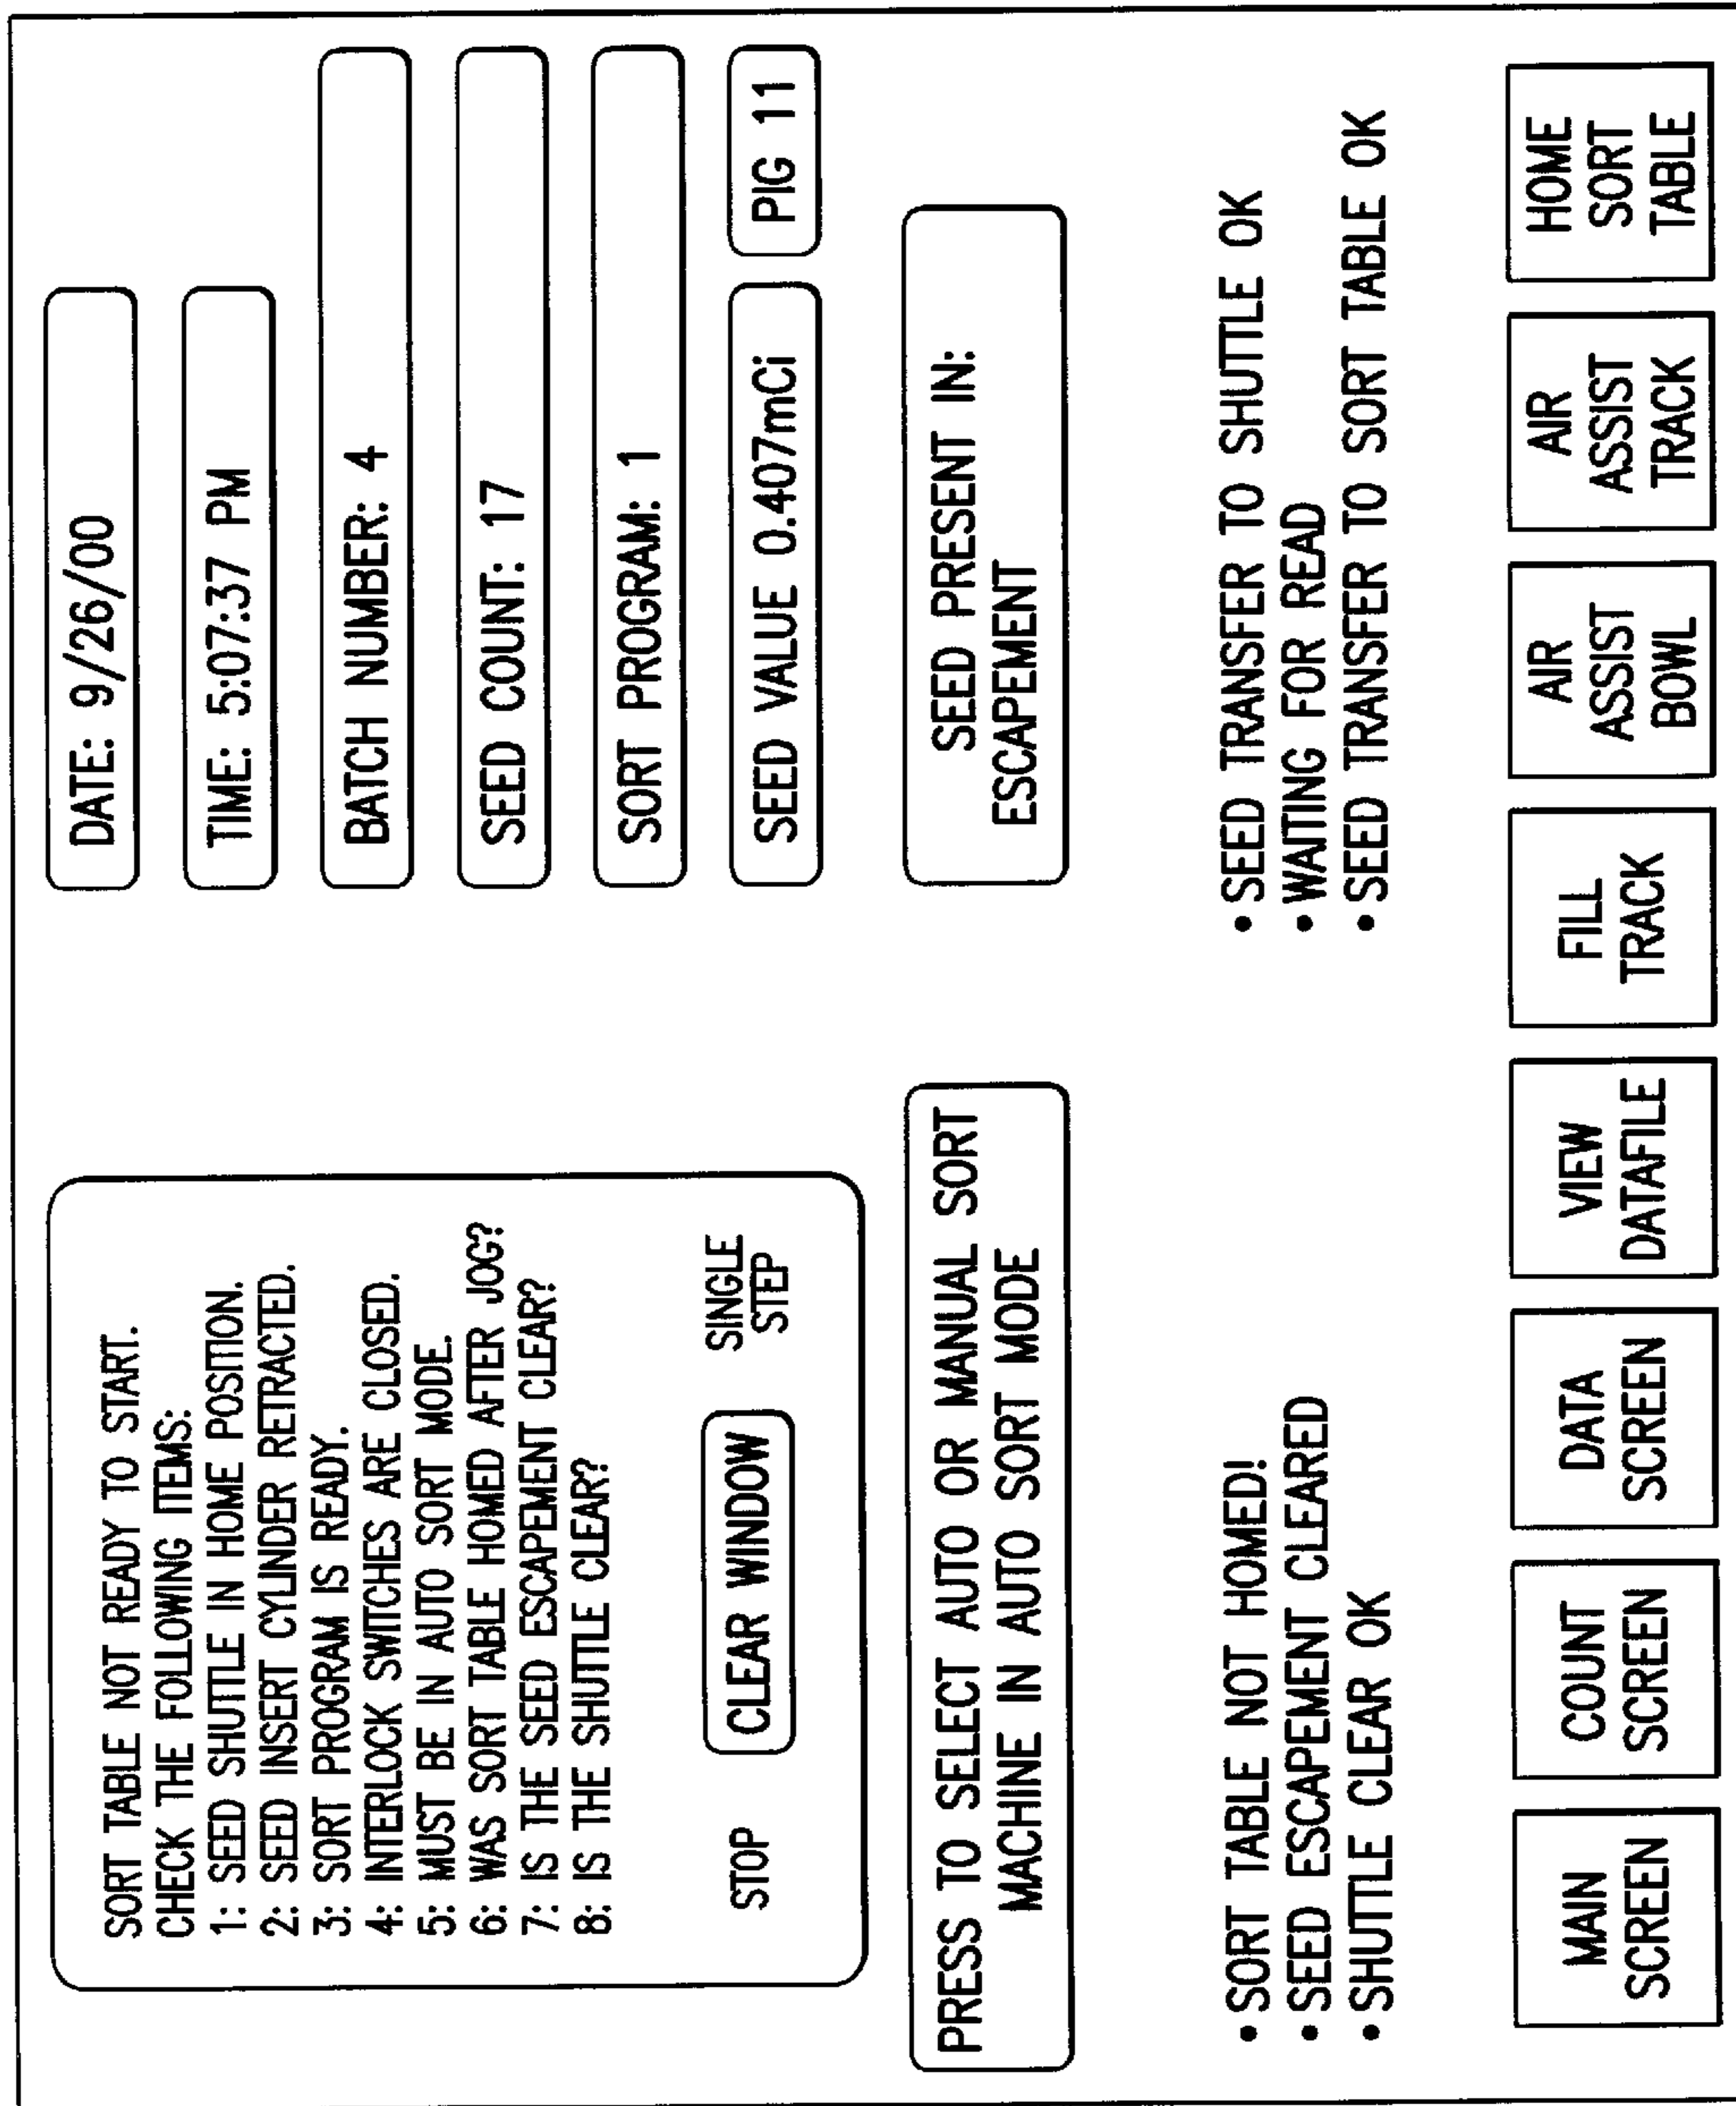 SORT TABLE NOT READY TO START.
CHECK THE FOLLOWING ITEMS:
1: SEED SHUTTLE IN HOME POSITION.
2: SEED INSERT CYLINDER RETRACTED.
3: SORT PROGRAM IS READY.
4: INTERLOCK SWITCHES ARE CLOSED.
5: MUST BE IN AUTO SORT MODE.
6: WAS SORT TABLE HOMED AFTER JOG?
7: IS THE SEED ESCAPEMENT CLEAR?
8: IS THE SHUTTLE CLEAR?
STOP
CLEAR WINDOW
SINGLE
STEP
DATE: 9/26/00
TIME: 5:07:37 PM
BATCH NUMBER: 4
SEED COUNT: 17
SORT PROGRAM: 1
SEED VALUE 0.407mCi
PIG 11
PRESS TO SELECT AUTO OR MANUAL SORT
MACHINE IN AUTO SORT MODE
SEED PRESENT IN:
ESCAPEMENT
•SORT TABLE NOT HOMED!
•SEED ESCAPEMENT CLEARED
•SHUTTLE CLEAR OK
•SEED TRANSFER TO SHUTTLE OK
•WAITING FOR READ
•SEED TRANSFER TO SORT TABLE OK
MAIN
SCREEN
COUNT
SCREEN
DATA
SCREEN
VIEW
DATAFILE
FILL
TRACK
AIR
ASSIST
BOWL
AIR
ASSIST
TRACK
HOME
SORT
TABLE